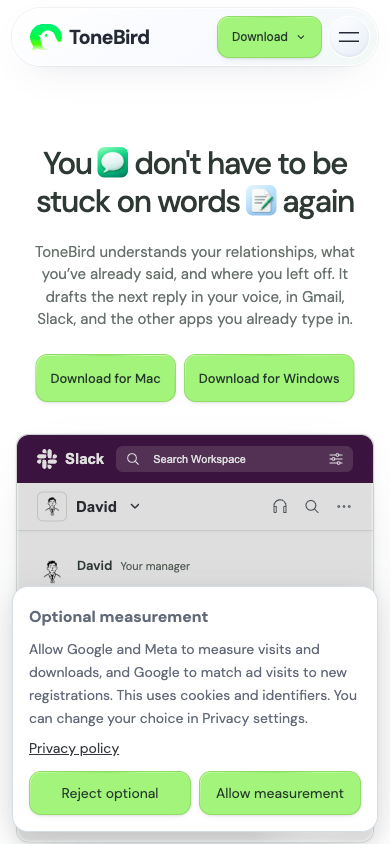 ToneBird
Download
You don't have to be
stuck on words again
ToneBird understands your relationships, what
you've already said, and where you left off. It
drafts the next reply in your voice, in Gmail,
Slack, and the other apps you already type in.
Download for Mac
Download for Windows
Slack
Search Workspace
David
David Your manager
Optional measurement
Allow Google and Meta to measure visits and
downloads, and Google to match ad visits to new
registrations. This uses cookies and identifiers. You
can change your choice in Privacy settings.
Privacy policy
Reject optional
Allow measurement